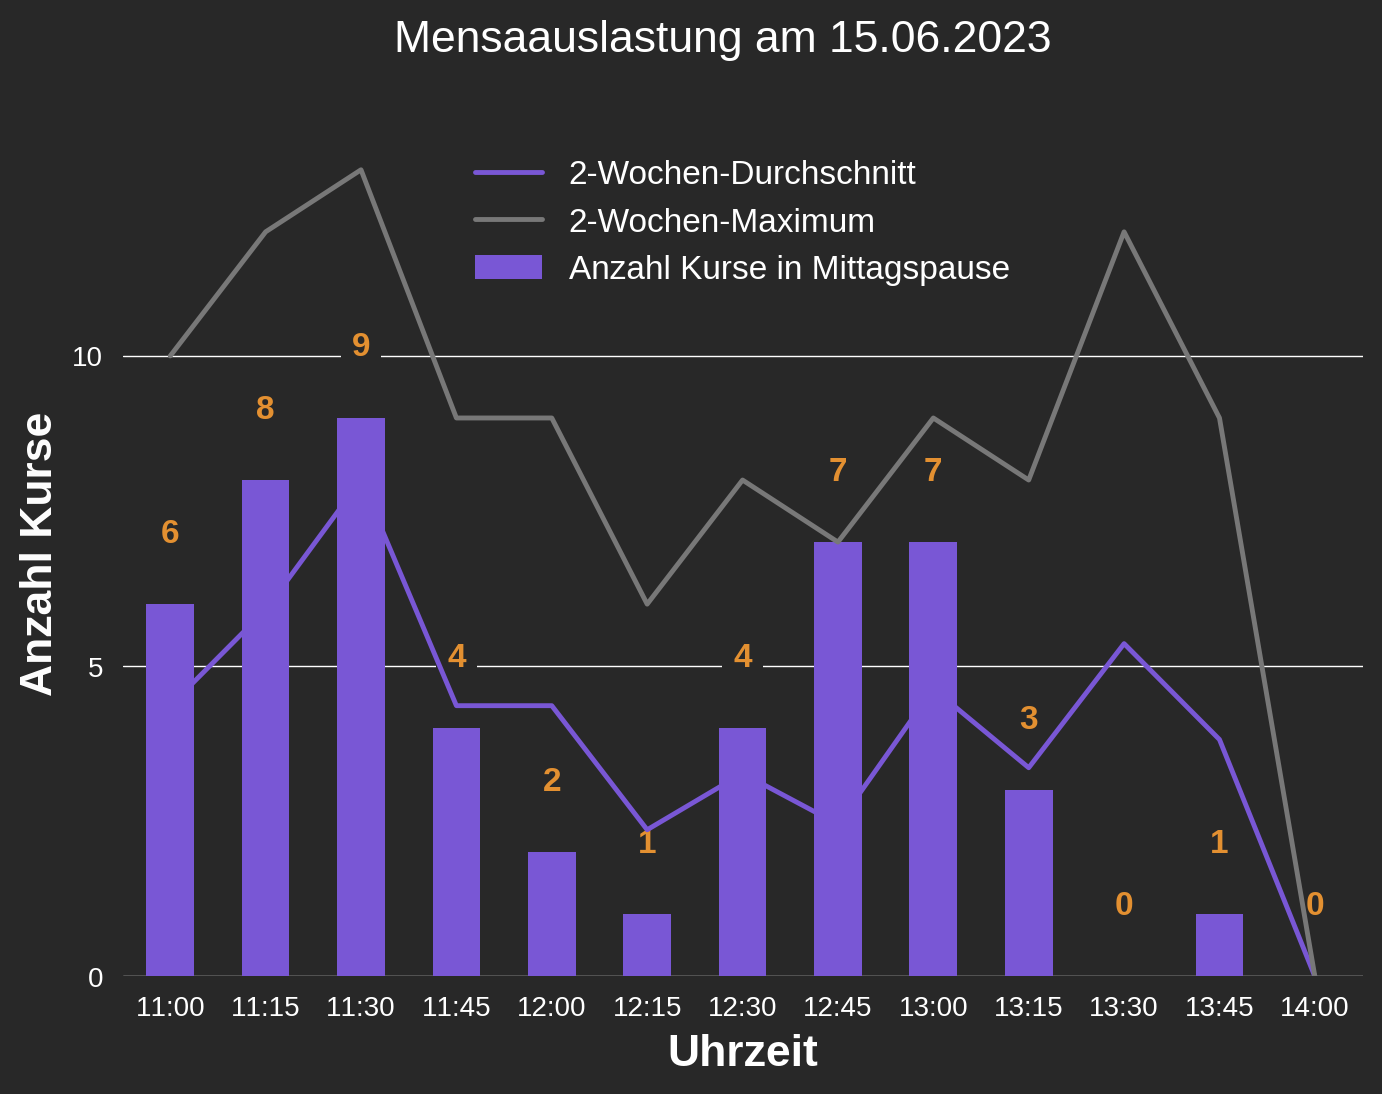 Mensaauslastung am 15.06.2023
2-Wochen-Durchschnitt
2-Wochen-Maximum
Anzahl Kurse in Mittagspause
Anzahl Kurse
10
5
0
6
8
9
4
2
1
4
7
7
3
0
1
0
11:00 11:15 11:30 11:45 12:00 12:15 12:30 12:45 13:00 13:15 13:30 13:45 14:00
Uhrzeit